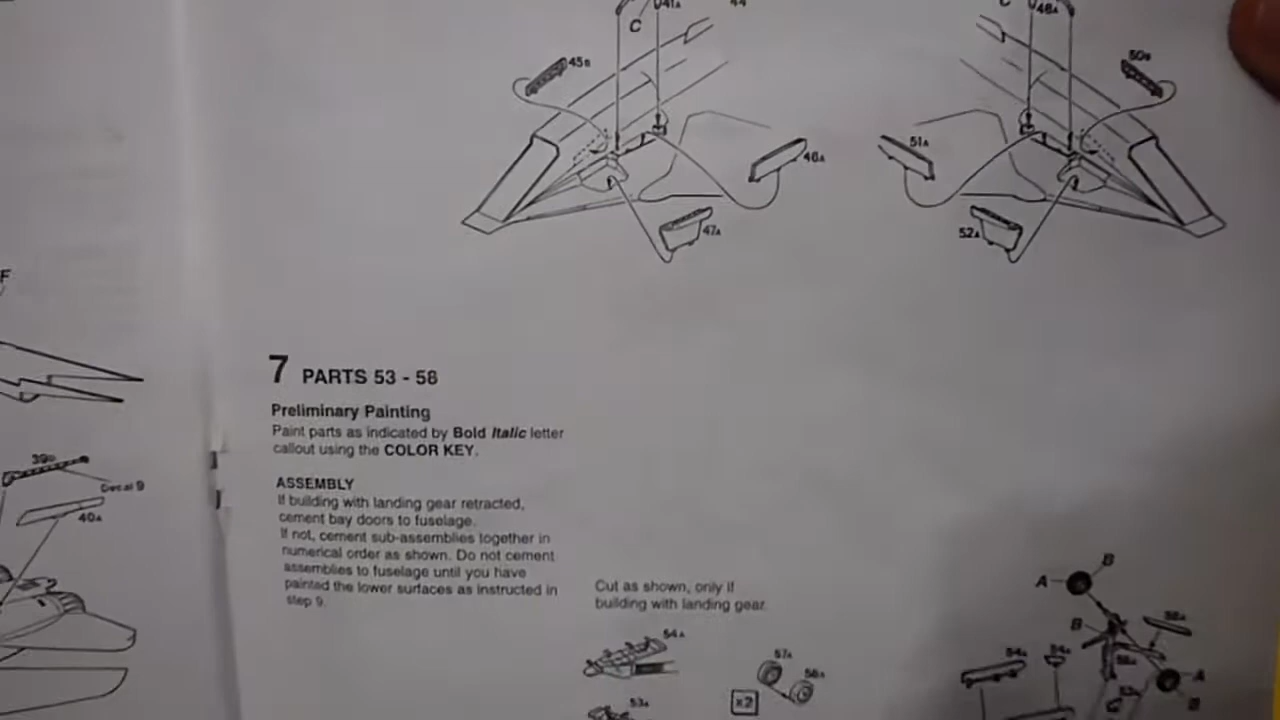 41A
44
C
45B
46A
47A
C
48A
50B
51A
52A
F
39B
Decal 9
40A
7 PARTS 53 - 58
Preliminary Painting
Paint parts as indicated by Bold Italic letter
callout using the COLOR KEY.
ASSEMBLY
If building with landing gear retracted,
cement bay doors to fuselage.
If not, cement sub-assemblies together in
numerical order as shown. Do not cement
assemblies to fuselage until you have
painted the lower surfaces as instructed in
step 9.
Cut as shown, only if
building with landing gear.
54A
57A
56A
x2
53A
B
A
B
54A
54A
A
B